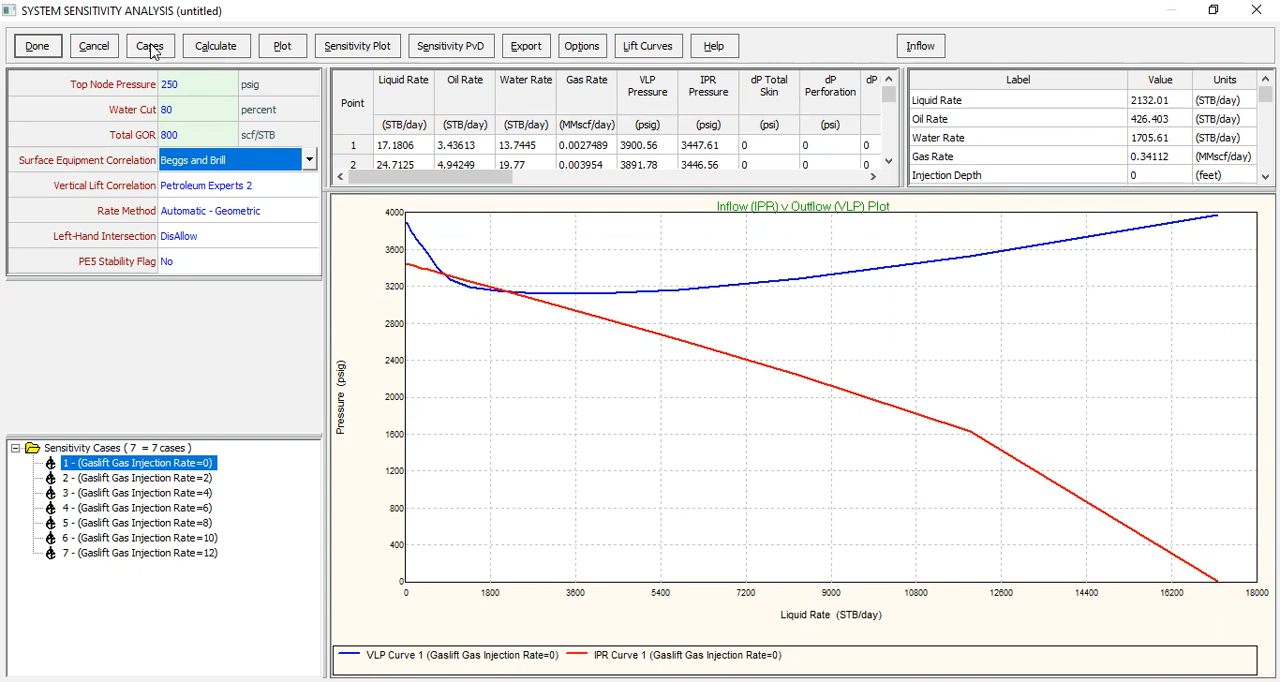 SYSTEM SENSITIVITY ANALYSIS (untitled)
Done Cancel Cases Calculate Plot Sensitivity Plot Sensitivity PvD Export Options Lift Curves Help Inflow
Top Node Pressure 250 psig
Water Cut 80 percent
Total GOR 800 scf/STB
Surface Equipment Correlation Beggs and Brill
Vertical Lift Correlation Petroleum Experts 2
Rate Method Automatic - Geometric
Left-Hand Intersection DisAllow
PE5 Stability Flag No
Point Liquid Rate Oil Rate Water Rate Gas Rate VLP Pressure IPR Pressure dP Total Skin dP Perforation dP
(STB/day) (STB/day) (STB/day) (MMscf/day) (psig) (psig) (psi) (psi)
1 17.1806 3.43613 13.7445 0.0027489 3900.56 3447.61 0 0 0
2 24.7125 4.94249 19.77 0.003954 3891.78 3446.56 0 0 0
Label Value Units
Liquid Rate 2132.01 (STB/day)
Oil Rate 426.403 (STB/day)
Water Rate 1705.61 (STB/day)
Gas Rate 0.34112 (MMscf/day)
Injection Depth 0 (feet)
Sensitivity Cases ( 7 = 7 cases )
1 - (Gaslift Gas Injection Rate=0)
2 - (Gaslift Gas Injection Rate=2)
3 - (Gaslift Gas Injection Rate=4)
4 - (Gaslift Gas Injection Rate=6)
5 - (Gaslift Gas Injection Rate=8)
6 - (Gaslift Gas Injection Rate=10)
7 - (Gaslift Gas Injection Rate=12)
Inflow (IPR) v Outflow (VLP) Plot
4000
3600
3200
2800
2400
2000
1600
1200
800
400
0
Pressure (psig)
0 1800 3600 5400 7200 9000 10800 12600 14400 16200 18000
Liquid Rate (STB/day)
VLP Curve 1 (Gaslift Gas Injection Rate=0) IPR Curve 1 (Gaslift Gas Injection Rate=0)